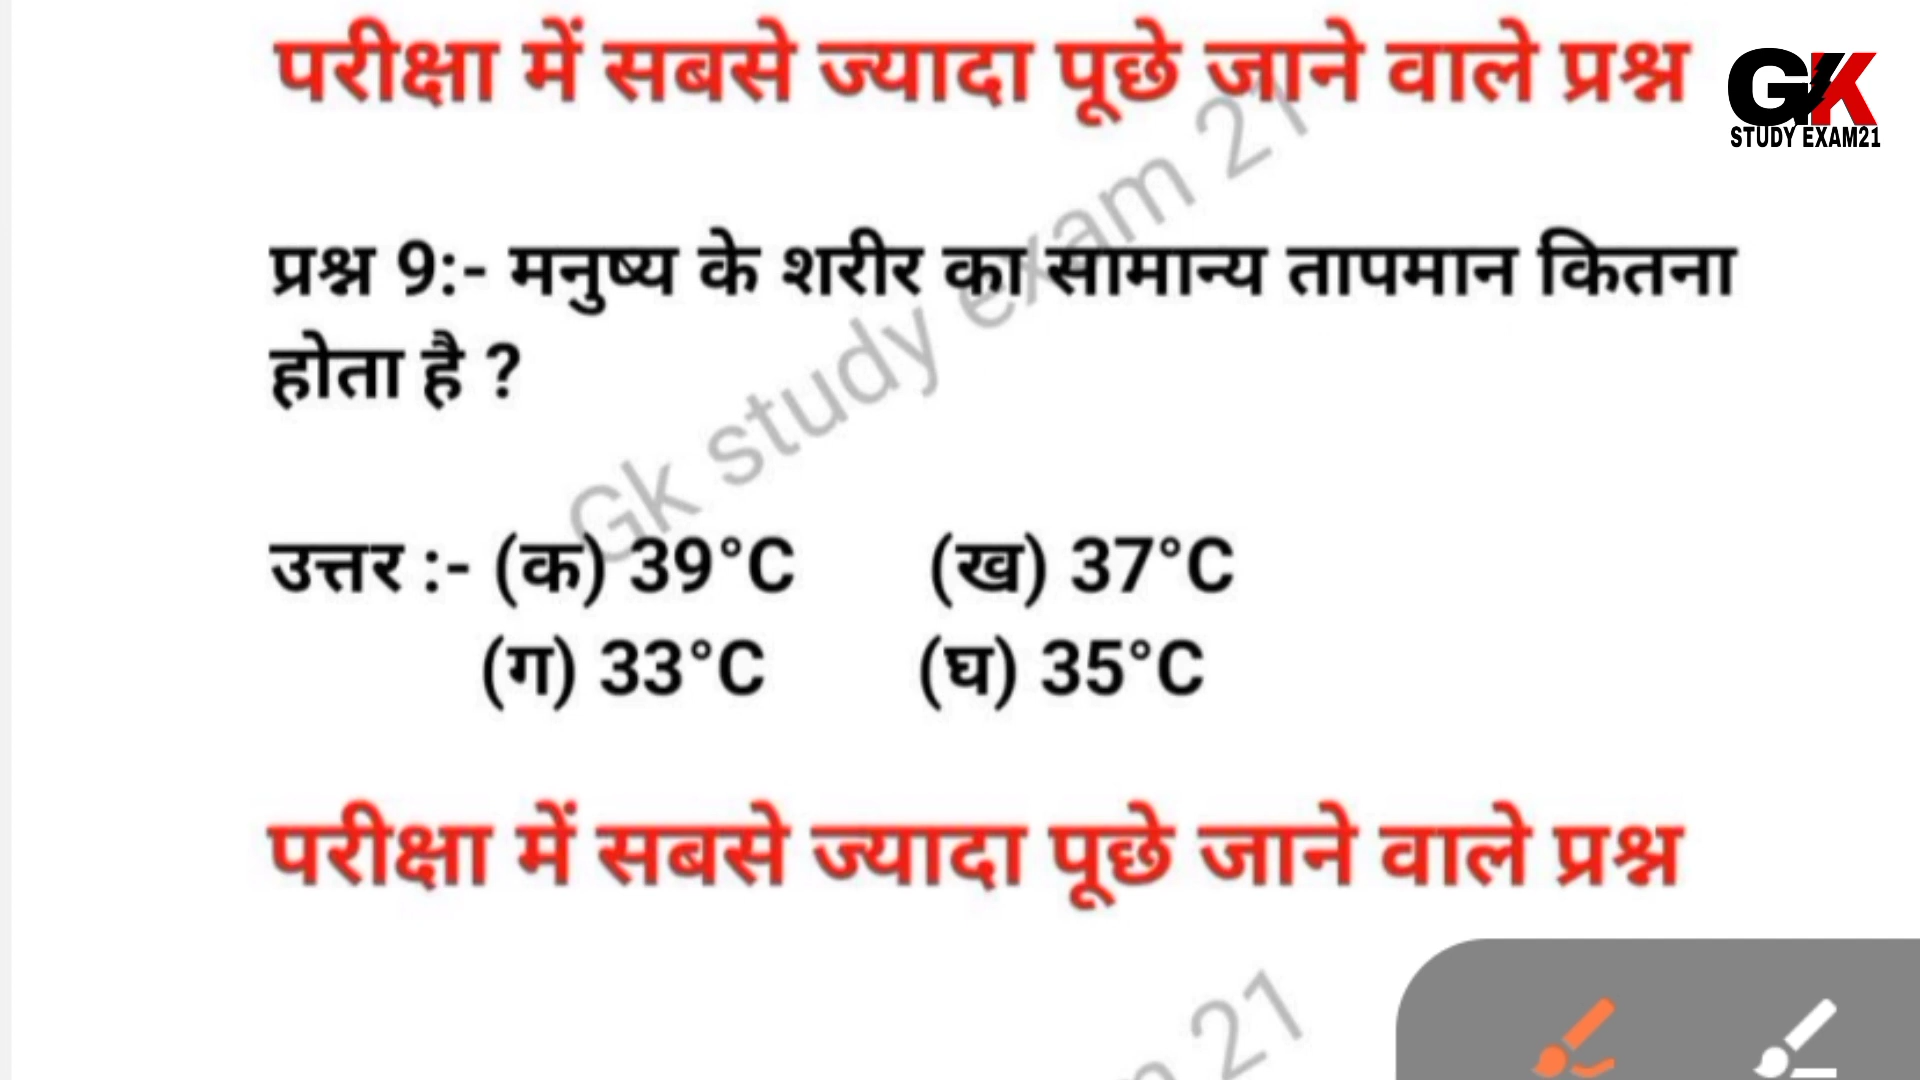 परीक्षा में सबसे ज्यादा पूछे जाने वाले प्रश्न
GK
STUDY EXAM21
प्रश्न 9:- मनुष्य के शरीर का सामान्य तापमान कितना
होता है ?
Gk study exam 21
उत्तर :- (क) 39°C (ख) 37°C
(ग) 33°C (घ) 35°C
परीक्षा में सबसे ज्यादा पूछे जाने वाले प्रश्न
21